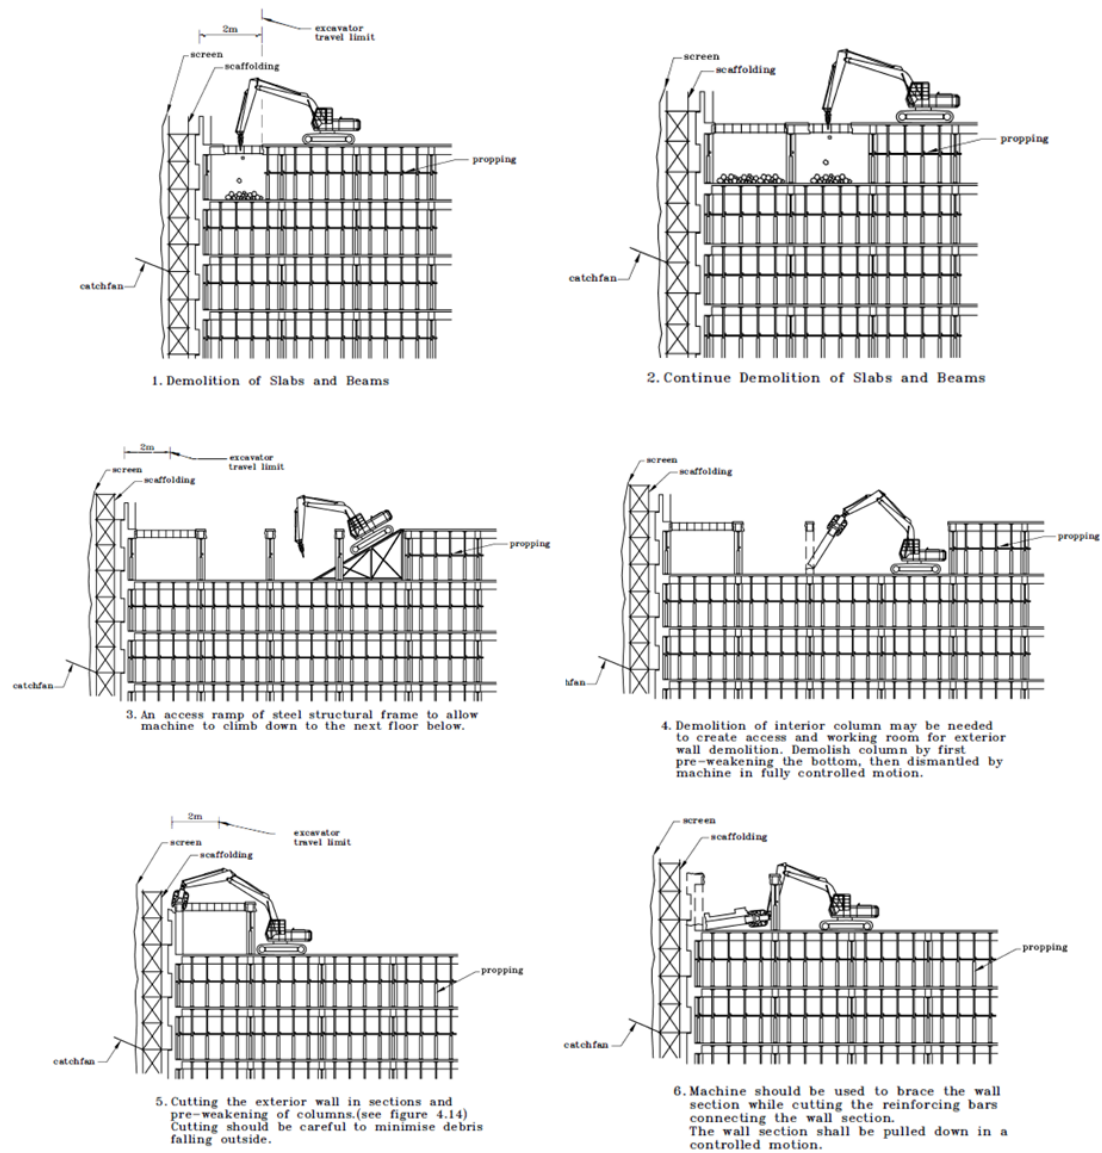 2m
excavator
travel limit
screen
scaffolding
propping
catchfan
1. Demolition of Slabs and Beams
screen
scaffolding
propping
catchfan
2. Continue Demolition of Slabs and Beams
2m
excavator
travel limit
screen
scaffolding
propping
catchfan
3. An access ramp of steel structural frame to allow
machine to climb down to the next floor below.
screen
scaffolding
propping
hfan
4. Demolition of interior column may be needed
to create access and working room for exterior
wall demolition. Demolish column by first
pre-weakening the bottom, then dismantled by
machine in fully controlled motion.
2m
excavator
travel limit
screen
scaffolding
propping
catchfan
5. Cutting the exterior wall in sections and
pre-weakening of columns.(see figure 4.14)
Cutting should be careful to minimise debris
falling outside.
screen
scaffolding
propping
catchfan
6. Machine should be used to brace the wall
section while cutting the reinforcing bars
connecting the wall section.
The wall section shall be pulled down in a
controlled motion.